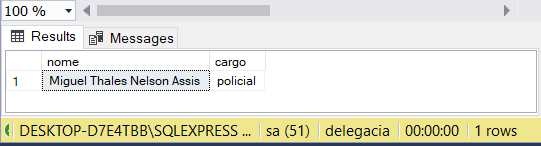 100 %
Results Messages
nome cargo
1 Miguel Thales Nelson Assis policial
DESKTOP-D7E4TBB\SQLEXPRESS ... sa (51) delegacia 00:00:00 1 rows